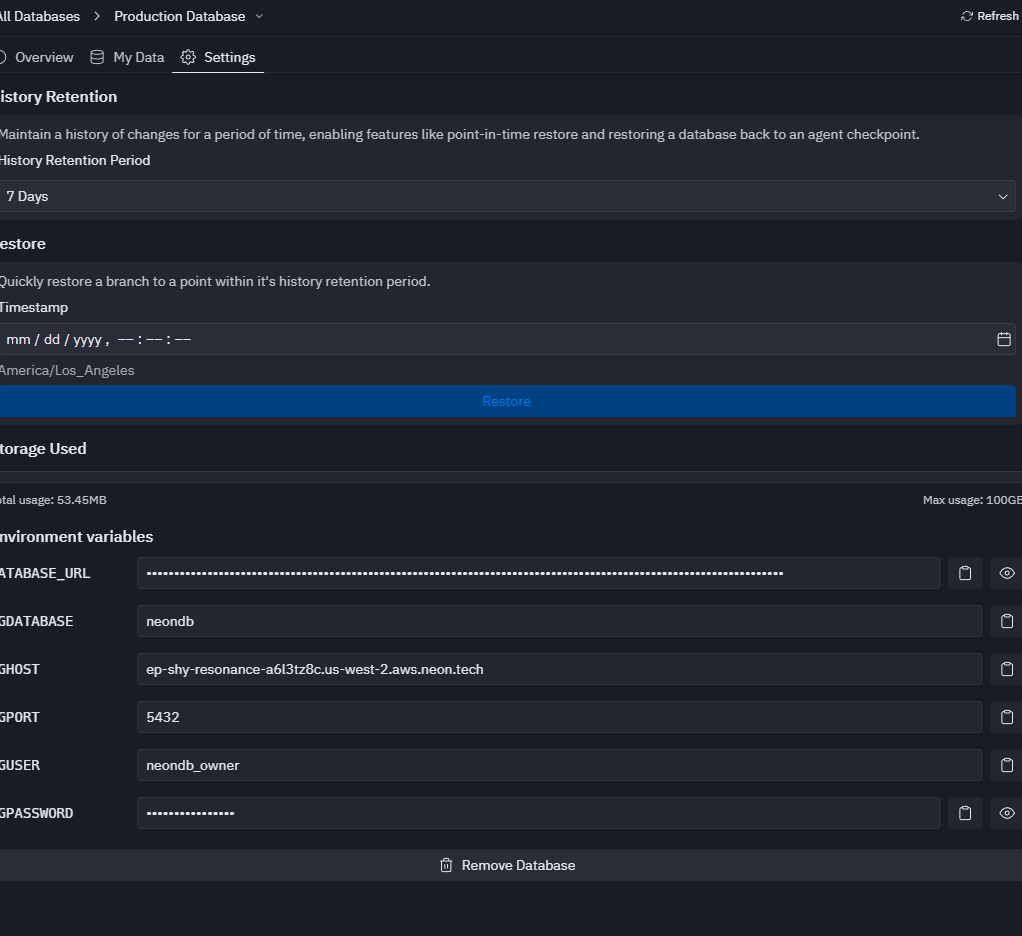 All Databases > Production Database
Refresh
Overview
My Data
Settings
istory Retention
Maintain a history of changes for a period of time, enabling features like point-in-time restore and restoring a database back to an agent checkpoint.
History Retention Period
7 Days
estore
Quickly restore a branch to a point within it's history retention period.
Timestamp
mm / dd / yyyy , -- : -- : --
America/Los_Angeles
Restore
torage Used
otal usage: 53.45MB
Max usage: 100GB
nvironment variables
ATABASE_URL
••••••••••••••••••••••••••••••••••••••••••••••••••••••••••••••••••••••••••••••••••••••••••••••••••••••••••••••••••
GDATABASE
neondb
GHOST
ep-shy-resonance-a6l3tz8c.us-west-2.aws.neon.tech
GPORT
5432
GUSER
neondb_owner
GPASSWORD
••••••••••••••••
Remove Database